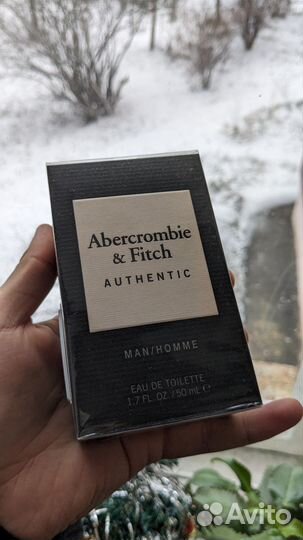 Abercrombie
& Fitch
AUTHENTIC
MAN/HOMME
EAU DE TOILETTE
1.7 FL. OZ. / 50 mL ℮
Avito